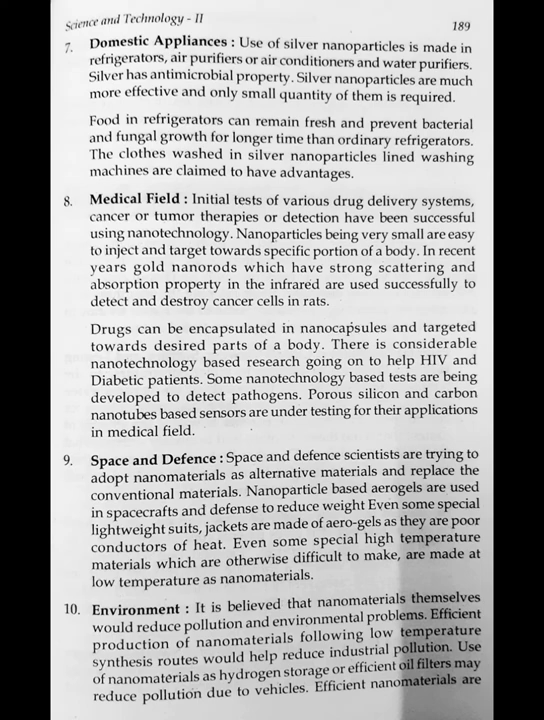 Science and Technology - II
189
7. Domestic Appliances : Use of silver nanoparticles is made in
refrigerators, air purifiers or air conditioners and water purifiers.
Silver has antimicrobial property. Silver nanoparticles are much
more effective and only small quantity of them is required.
Food in refrigerators can remain fresh and prevent bacterial
and fungal growth for longer time than ordinary refrigerators.
The clothes washed in silver nanoparticles lined washing
machines are claimed to have advantages.
8. Medical Field : Initial tests of various drug delivery systems,
cancer or tumor therapies or detection have been successful
using nanotechnology. Nanoparticles being very small are easy
to inject and target towards specific portion of a body. In recent
years gold nanorods which have strong scattering and
absorption property in the infrared are used successfully to
detect and destroy cancer cells in rats.
Drugs can be encapsulated in nanocapsules and targeted
towards desired parts of a body. There is considerable
nanotechnology based research going on to help HIV and
Diabetic patients. Some nanotechnology based tests are being
developed to detect pathogens. Porous silicon and carbon
nanotubes based sensors are under testing for their applications
in medical field.
9. Space and Defence : Space and defence scientists are trying to
adopt nanomaterials as alternative materials and replace the
conventional materials. Nanoparticle based aerogels are used
in spacecrafts and defense to reduce weight Even some special
lightweight suits, jackets are made of aero-gels as they are poor
conductors of heat. Even some special high temperature
materials which are otherwise difficult to make, are made at
low temperature as nanomaterials.
10. Environment : It is believed that nanomaterials themselves
would reduce pollution and environmental problems. Efficient
production of nanomaterials following low temperature
synthesis routes would help reduce industrial pollution. Use
of nanomaterials as hydrogen storage or efficient oil filters may
reduce pollution due to vehicles. Efficient nanomaterials are